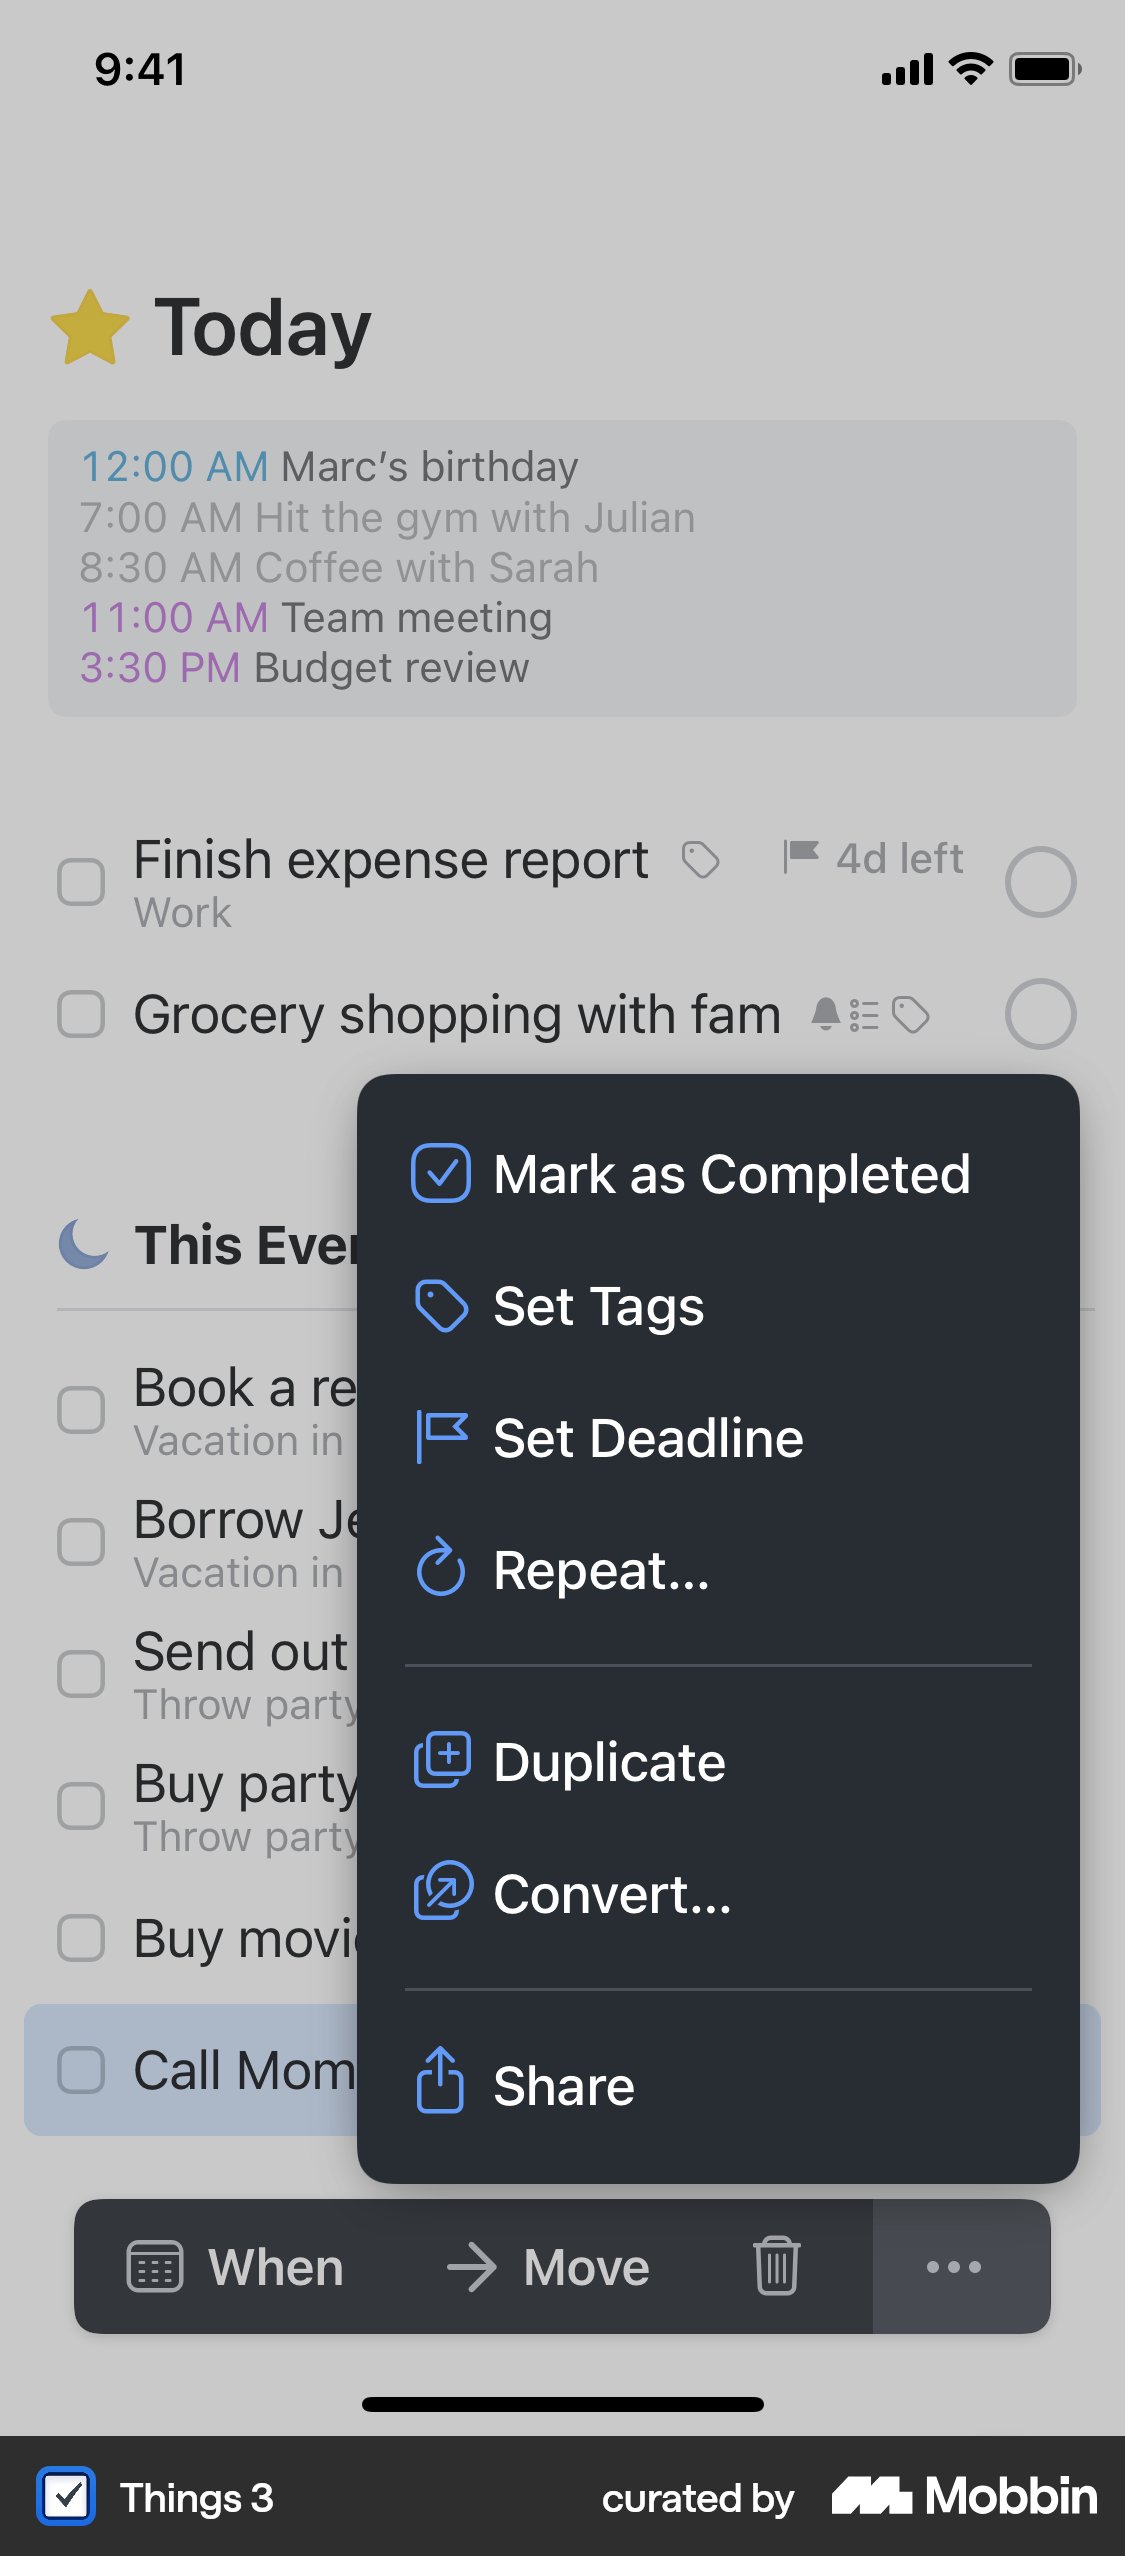 9:41
Today
12:00 AM Marc’s birthday
7:00 AM Hit the gym with Julian
8:30 AM Coffee with Sarah
11:00 AM Team meeting
3:30 PM Budget review
Finish expense report 4d left
Work
Grocery shopping with fam
Mark as Completed
Set Tags
Set Deadline
Repeat...
Duplicate
Convert...
Share
This
Book a
Vacation in
Borrow
Vacation in
Send out
Throw party
Buy party
Throw party
Buy
Call Mom
When Move
Things 3 curated by Mobbin